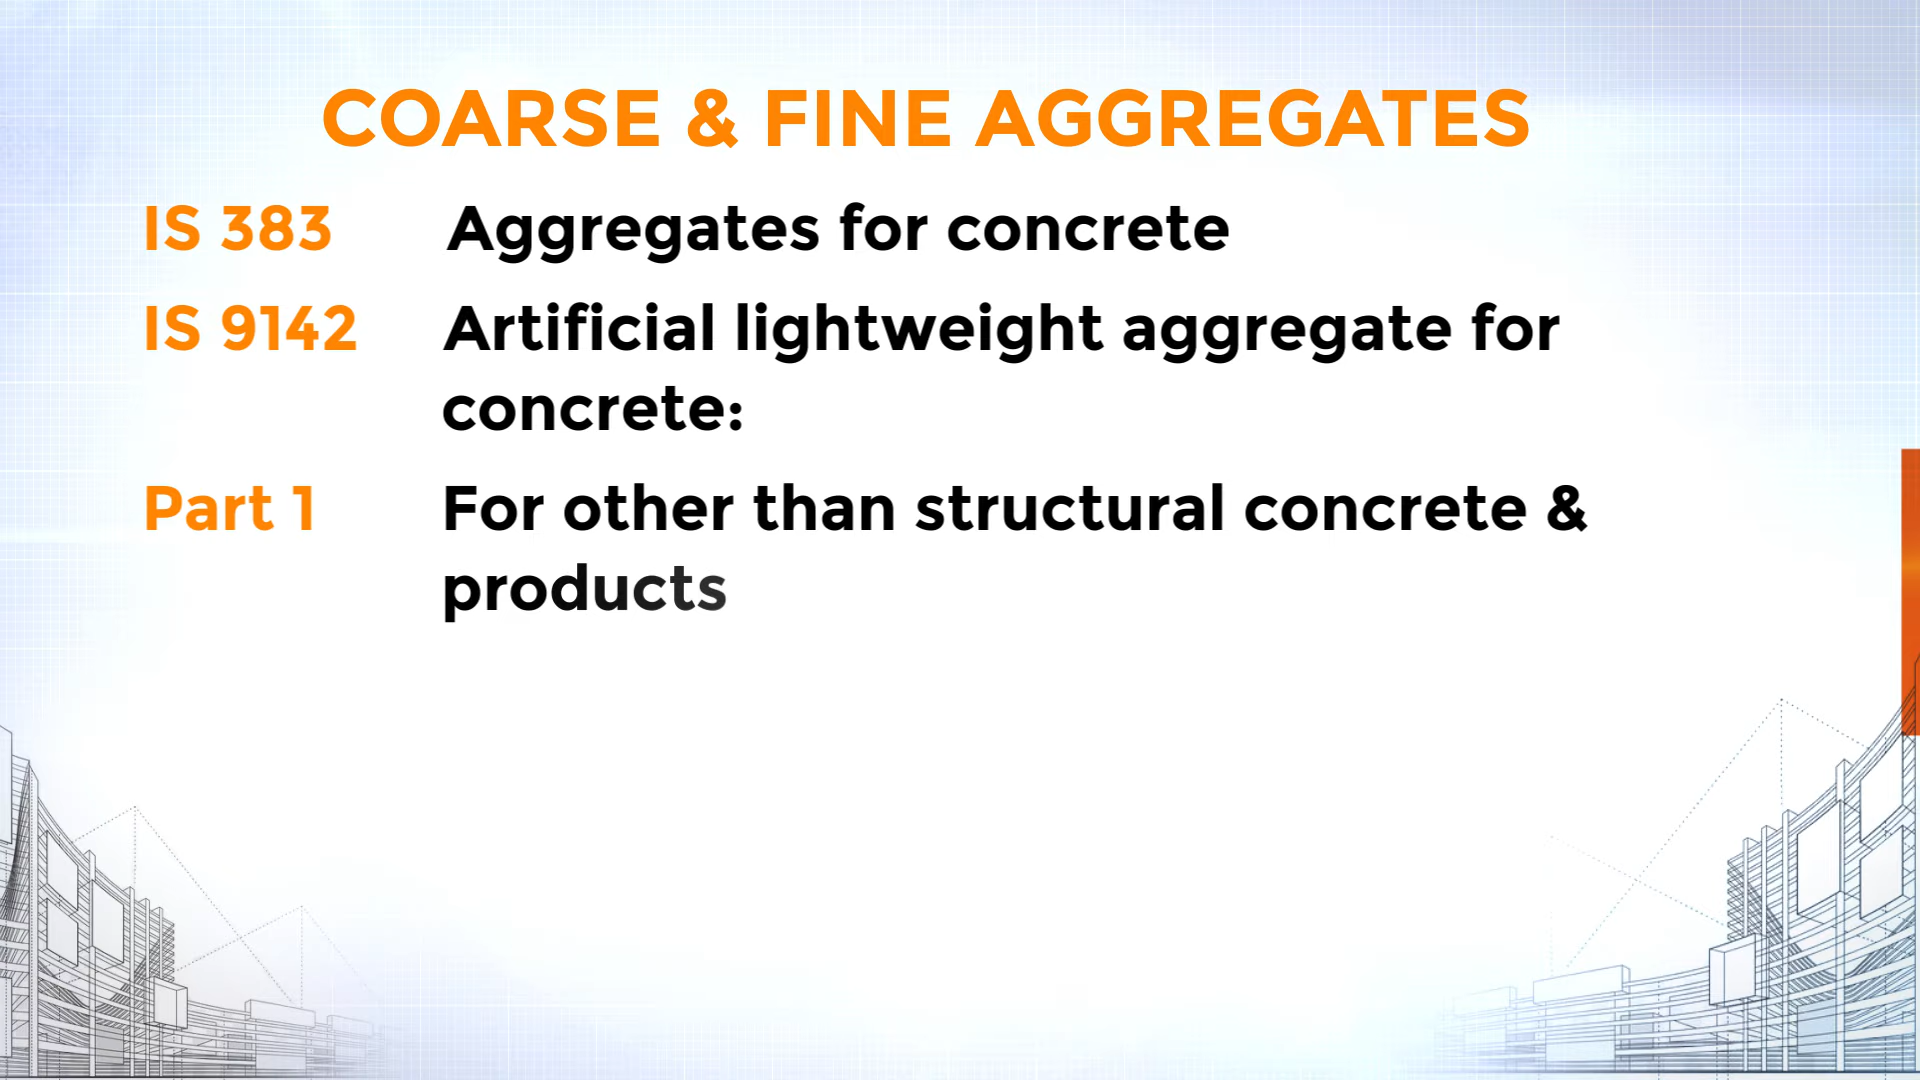 COARSE & FINE AGGREGATES
IS 383 Aggregates for concrete
IS 9142 Artificial lightweight aggregate for
concrete:
Part 1 For other than structural concrete &
products